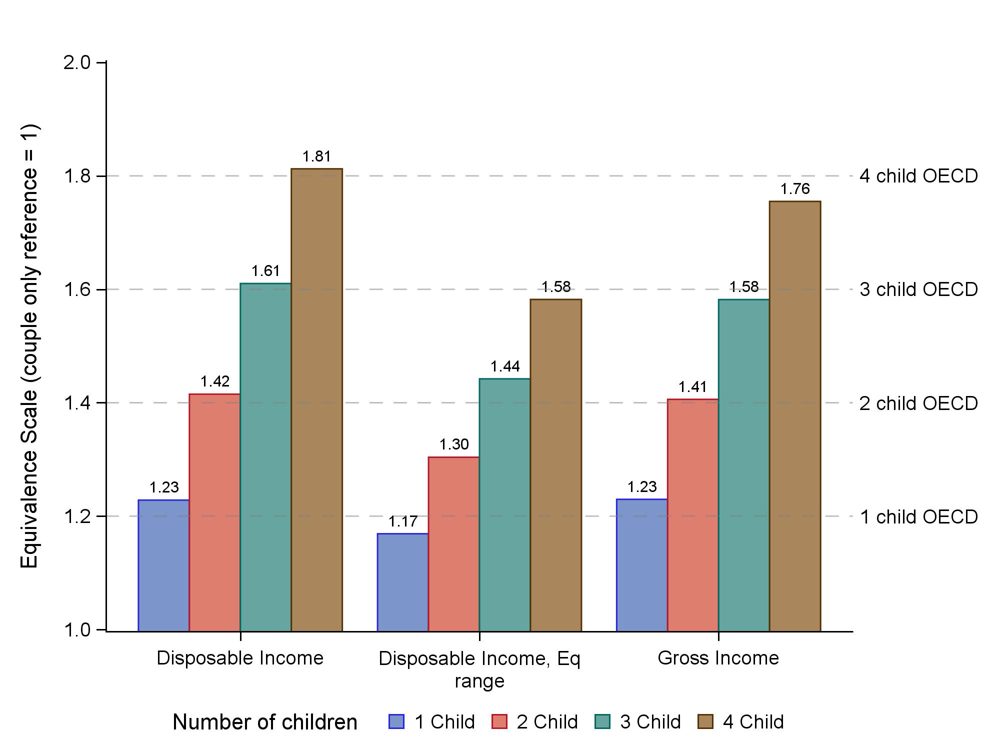 2.0
1.8
1.6
1.4
1.2
1.0
Equivalence Scale (couple only reference = 1)
1.23
1.42
1.61
1.81
1.17
1.30
1.44
1.58
1.23
1.41
1.58
1.76
4 child OECD
3 child OECD
2 child OECD
1 child OECD
Disposable Income
Disposable Income, Eq
range
Gross Income
Number of children
1 Child
2 Child
3 Child
4 Child